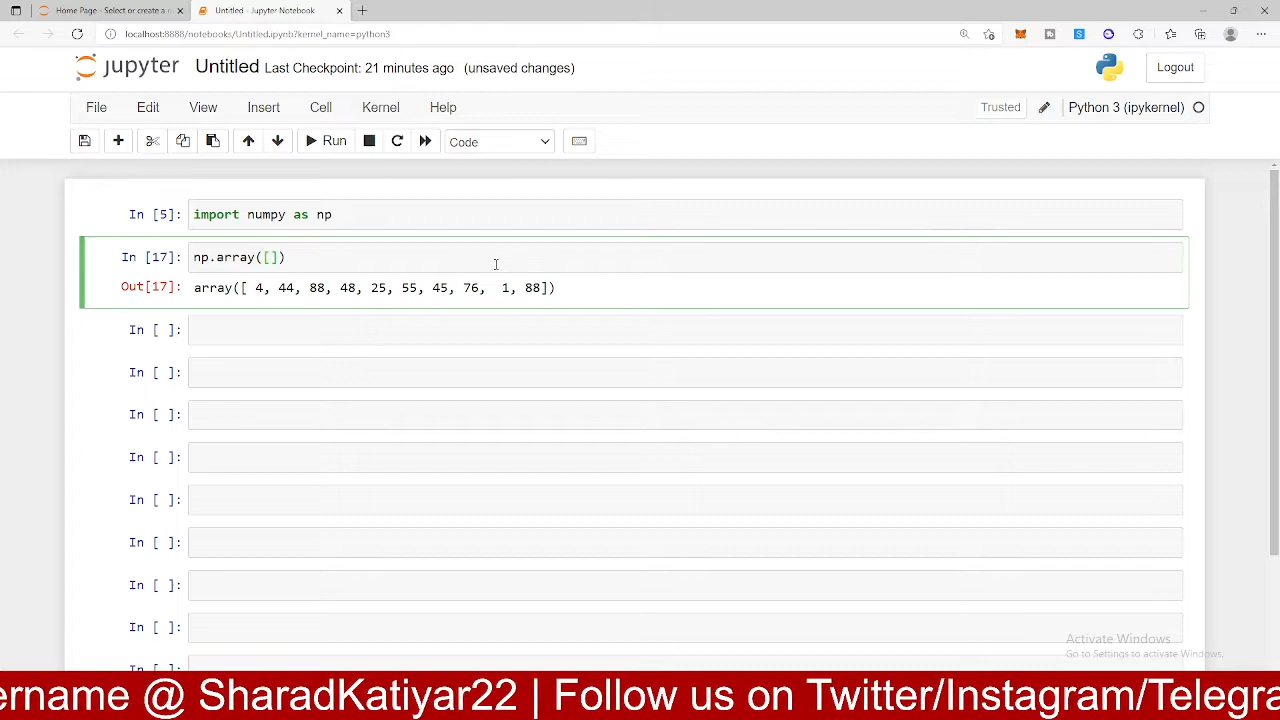 Home Page - Select or create a n
Untitled - Jupyter Notebook
localhost:8888/notebooks/Untitled.ipynb?kernel_name=python3
jupyter Untitled Last Checkpoint: 21 minutes ago (unsaved changes)
Logout
File Edit View Insert Cell Kernel Help
Trusted Python 3 (ipykernel)
Run Code
In [5]: import numpy as np
In [17]: np.array([])
Out[17]: array([ 4, 44, 88, 48, 25, 55, 45, 76,  1, 88])
In [ ]:
In [ ]:
In [ ]:
In [ ]:
In [ ]:
In [ ]:
In [ ]:
In [ ]:
In [ ]:
Activate Windows
Go to Settings to activate Windows.
ername @ SharadKatiyar22 | Follow us on Twitter/Instagram/Telegra